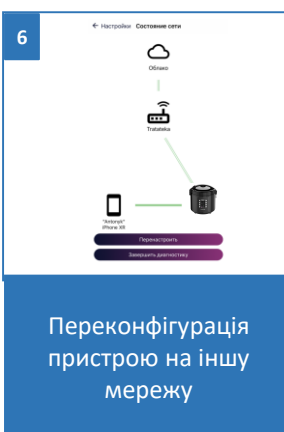 6
← Настройки Состояние сети
Облако
Tratateka
"Antonyk"
iPhone XR
Перенастроить
Завершить диагностику
Переконфігурація
пристрою на іншу
мережу